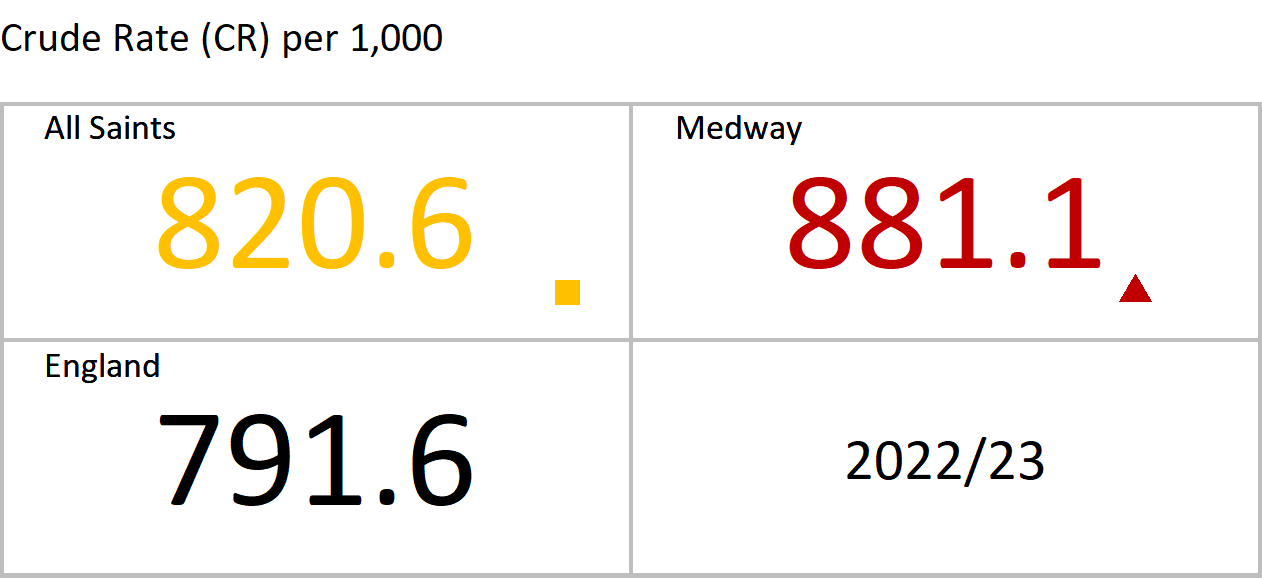 Crude Rate (CR) per 1,000
All Saints
820.6
Medway
881.1
England
791.6
2022/23